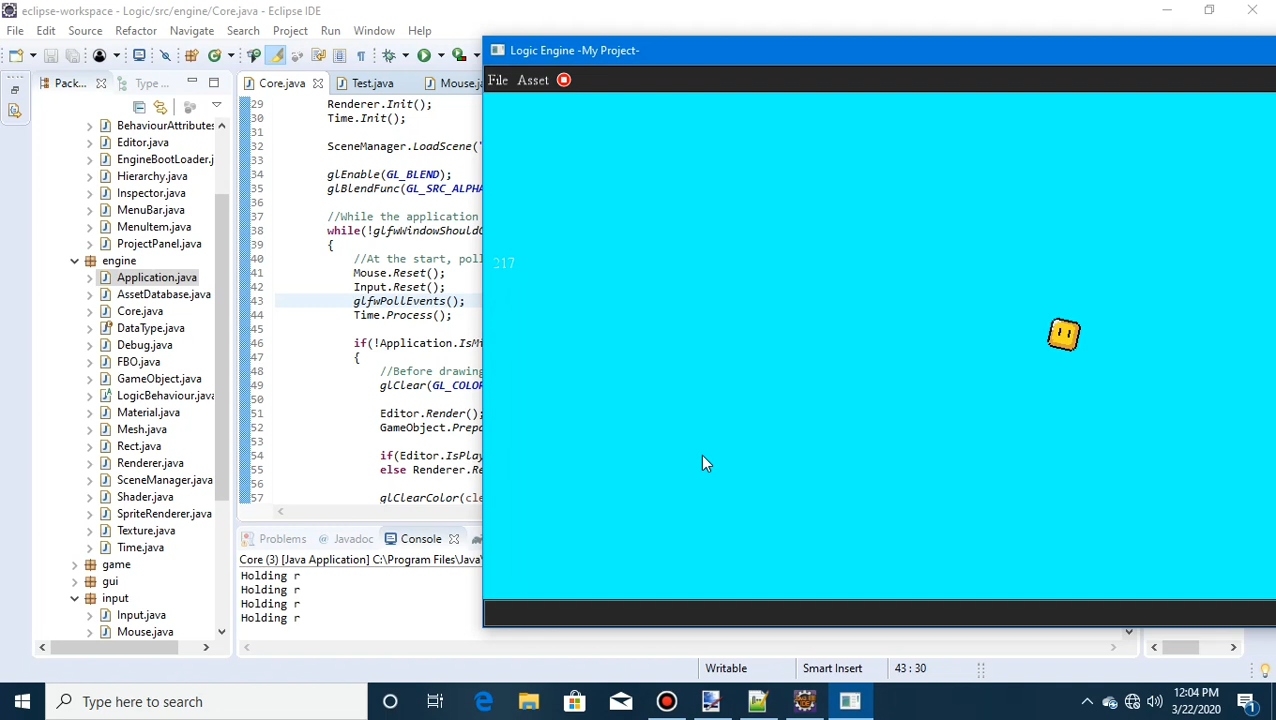 eclipse-workspace - Logic/src/engine/Core.java - Eclipse IDE
File Edit Source Refactor Navigate Search Project Run Window Help
Pack... Type ...
BehaviourAttributes
Editor.java
EngineBootLoader.j
Hierarchy.java
Inspector.java
MenuBar.java
MenuItem.java
ProjectPanel.java
engine
Application.java
AssetDatabase.java
Core.java
DataType.java
Debug.java
FBO.java
GameObject.java
LogicBehaviour.java
Material.java
Mesh.java
Rect.java
Renderer.java
SceneManager.java
Shader.java
SpriteRenderer.java
Texture.java
Time.java
game
gui
input
Input.java
Mouse.java
Core.java Test.java Mouse.ja
29 Renderer.Init();
30 Time.Init();
31
32 SceneManager.LoadScene("
33
34 glEnable(GL_BLEND);
35 glBlendFunc(GL_SRC_ALPHA
36
37 //While the application
38 while(!glfwWindowShouldC
39 {
40 //At the start, poll
41 Mouse.Reset();
42 Input.Reset();
43 glfwPollEvents();
44 Time.Process();
45
46 if(!Application.IsMi
47 {
48 //Before drawing
49 glClear(GL_COLOR
50
51 Editor.Render();
52 GameObject.Prepa
53
54 if(Editor.IsPlay
55 else Renderer.Re
56
57 glClearColor(cle
Problems Javadoc Console
Core (3) [Java Application] C:\Program Files\Java\
Holding r
Holding r
Holding r
Holding r
Logic Engine -My Project-
File Asset
217
Writable Smart Insert 43 : 30
Type here to search
12:04 PM
3/22/2020
1